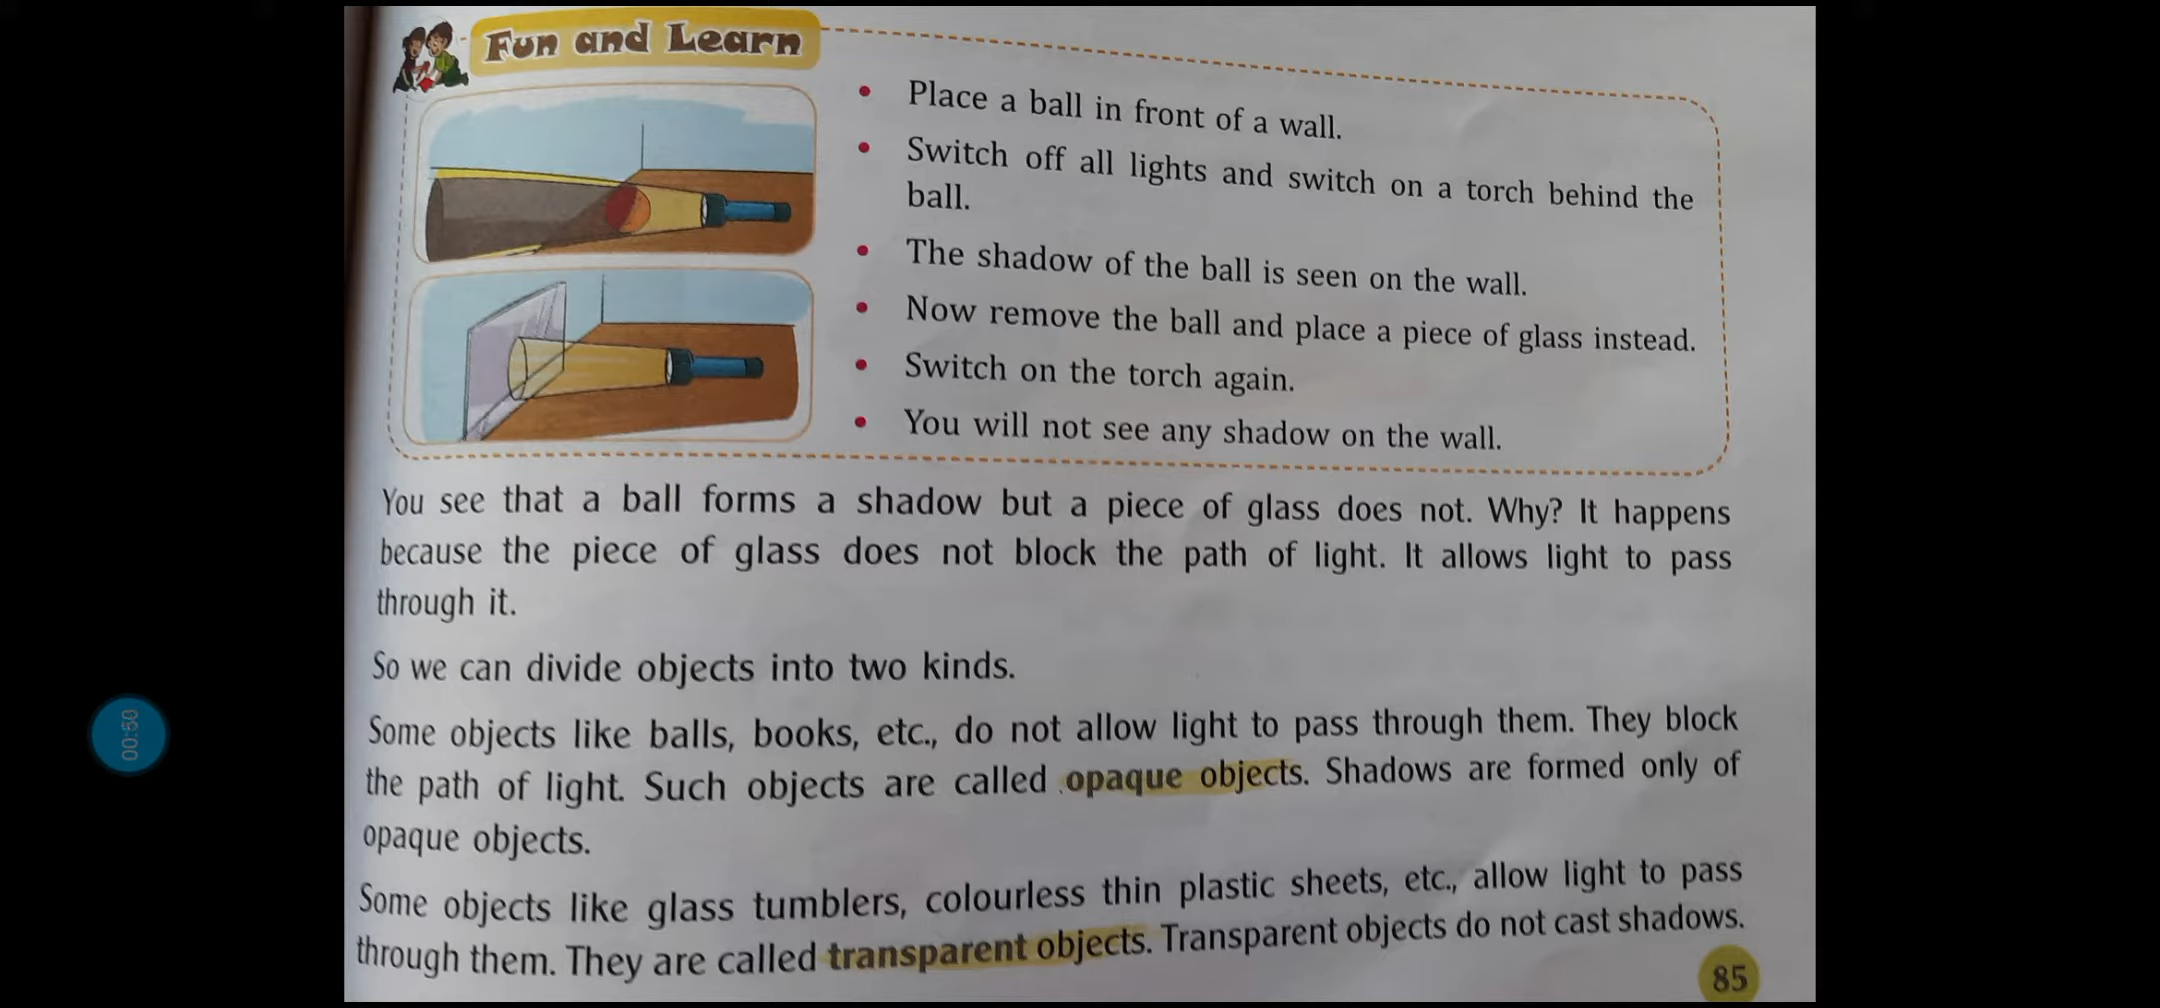 Fun and Learn
• Place a ball in front of a wall.
• Switch off all lights and switch on a torch behind the
ball.
• The shadow of the ball is seen on the wall.
• Now remove the ball and place a piece of glass instead.
• Switch on the torch again.
• You will not see any shadow on the wall.
You see that a ball forms a shadow but a piece of glass does not. Why? It happens
because the piece of glass does not block the path of light. It allows light to pass
through it.
So we can divide objects into two kinds.
Some objects like balls, books, etc., do not allow light to pass through them. They block
the path of light. Such objects are called opaque objects. Shadows are formed only of
opaque objects.
Some objects like glass tumblers, colourless thin plastic sheets, etc., allow light to pass
through them. They are called transparent objects. Transparent objects do not cast shadows.
85
00:50